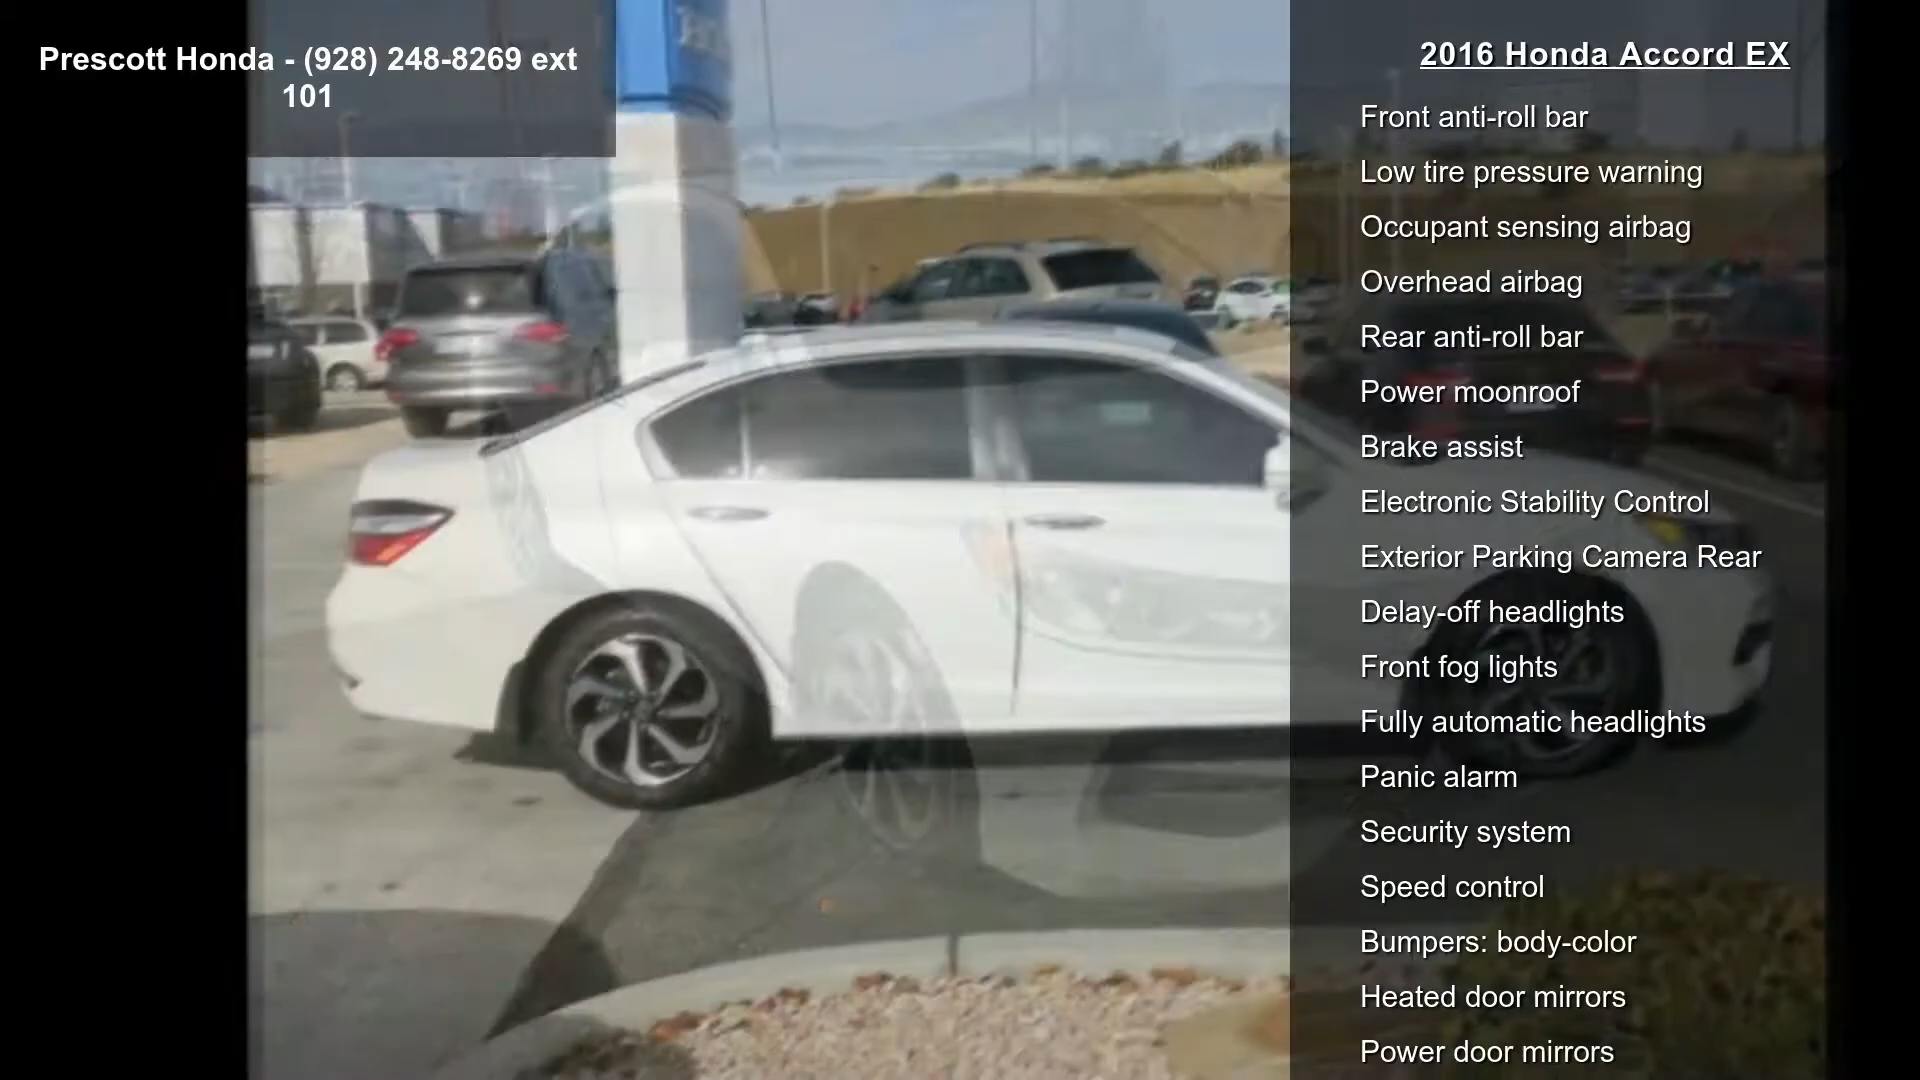 Prescott Honda - (928) 248-8269 ext
101
2016 Honda Accord EX
Front anti-roll bar
Low tire pressure warning
Occupant sensing airbag
Overhead airbag
Rear anti-roll bar
Power moonroof
Brake assist
Electronic Stability Control
Exterior Parking Camera Rear
Delay-off headlights
Front fog lights
Fully automatic headlights
Panic alarm
Security system
Speed control
Bumpers: body-color
Heated door mirrors
Power door mirrors